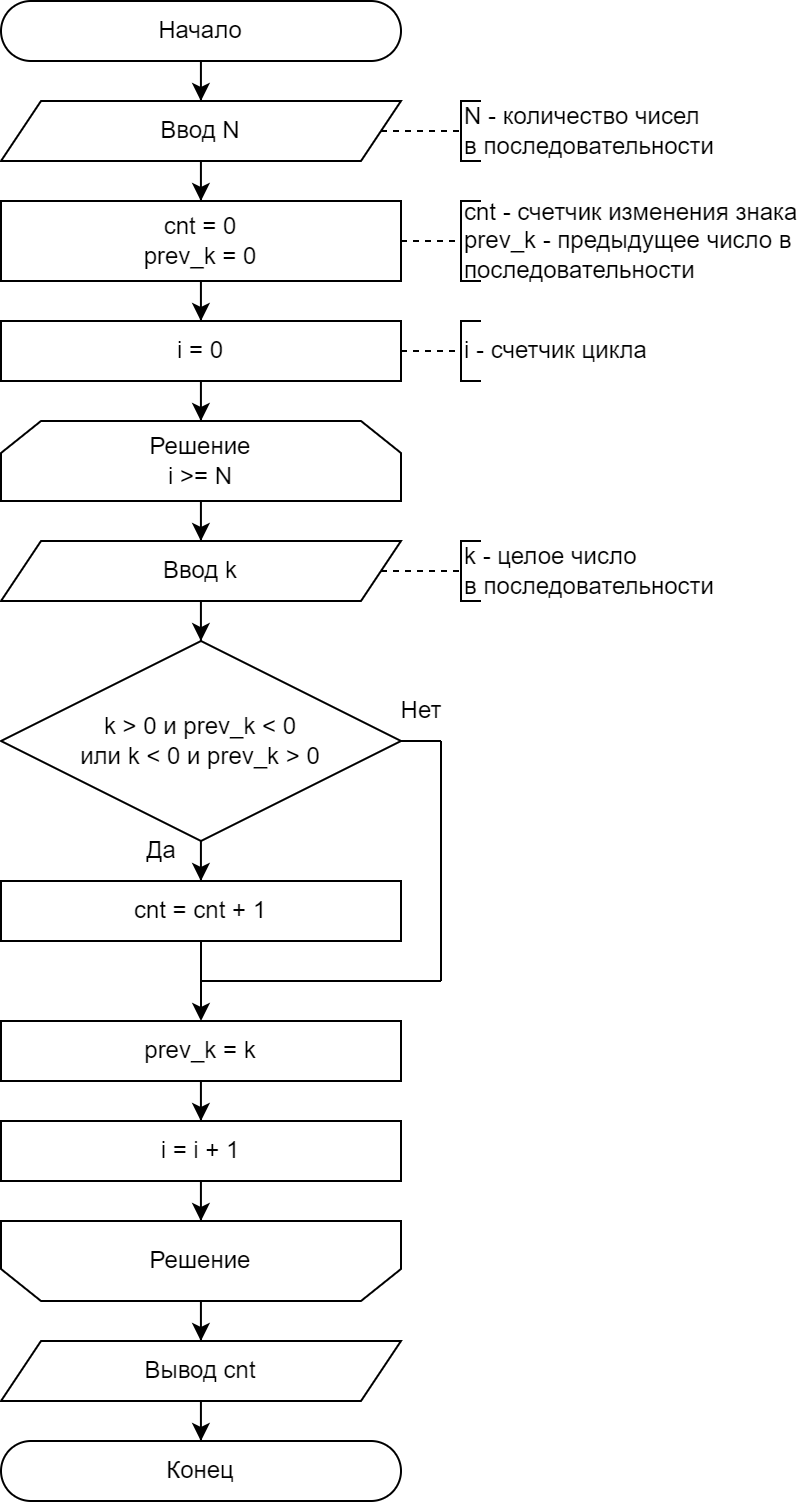 Начало
Ввод N
N - количество чисел
в последовательности
cnt = 0
prev_k = 0
cnt - счетчик изменения знака
prev_k - предыдущее число в
последовательности
i = 0
i - счетчик цикла
Решение
i >= N
Ввод k
k - целое число
в последовательности
k > 0 и prev_k < 0
или k < 0 и prev_k > 0
Нет
Да
cnt = cnt + 1
prev_k = k
i = i + 1
Решение
Вывод cnt
Конец